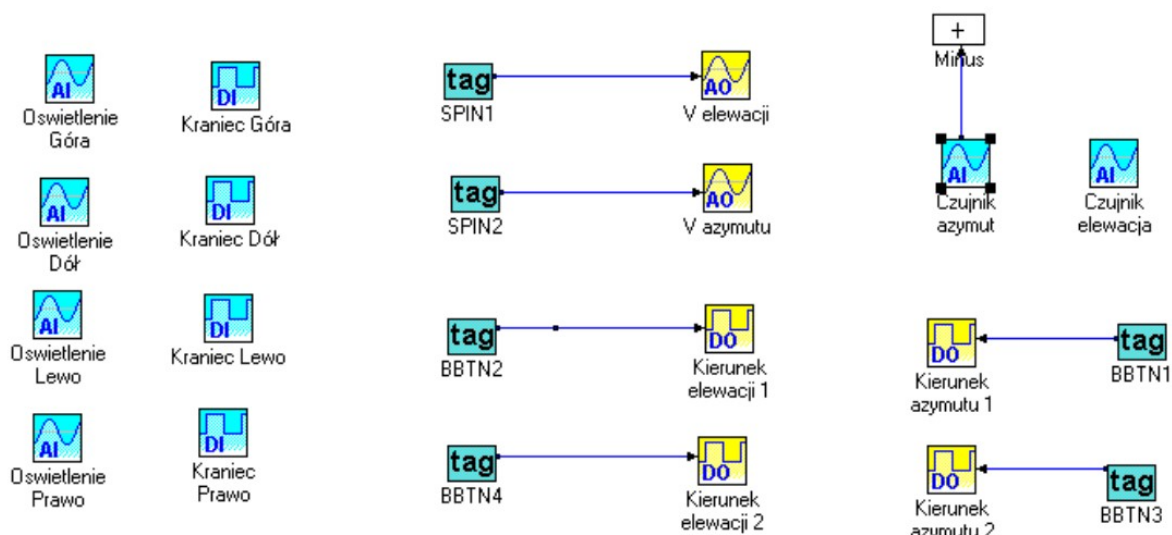 AI
Oswietlenie
Góra
DI
Kraniec Góra
AI
Oswietlenie
Dół
DI
Kraniec Dół
AI
Oswietlenie
Lewo
DI
Kraniec Lewo
AI
Oswietlenie
Prawo
DI
Kraniec
Prawo
tag
SPIN1
AO
V elewacji
tag
SPIN2
AO
V azymutu
tag
BBTN2
DO
Kierunek
elewacji 1
tag
BBTN4
DO
Kierunek
elewacji 2
+
Minus
AI
Czujnik
azymut
AI
Czujnik
elewacja
DO
Kierunek
azymutu 1
tag
BBTN1
DO
Kierunek
azymutu 2
tag
BBTN3